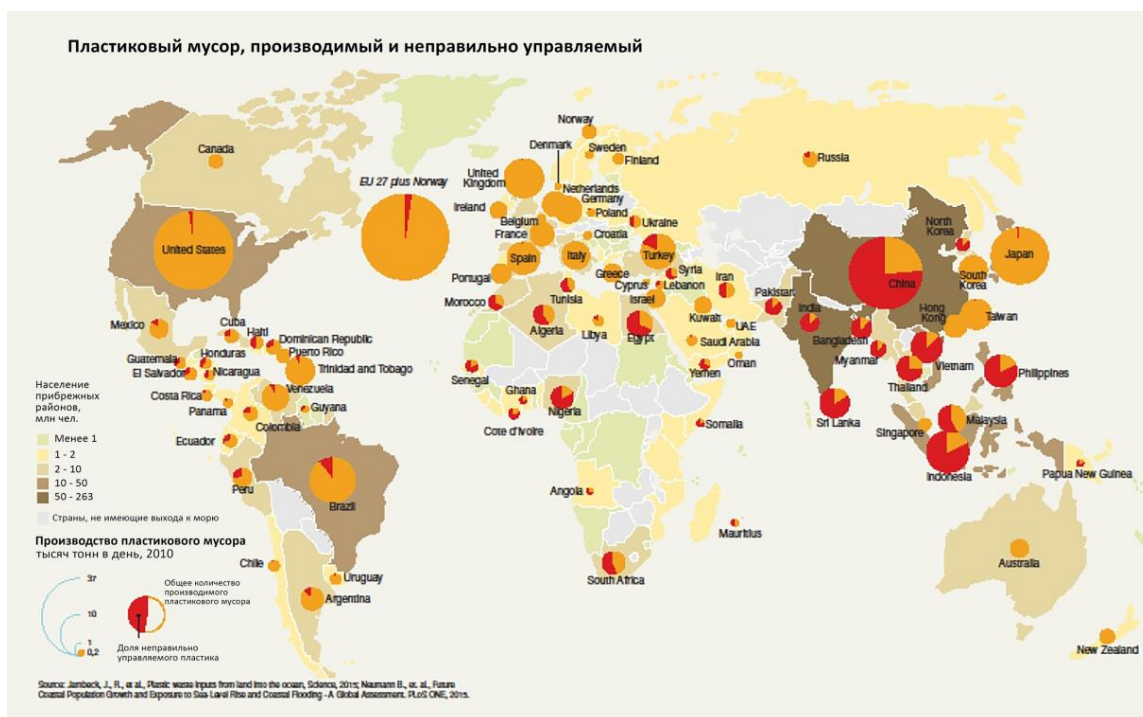 Пластиковый мусор, производимый и неправильно управляемый
Norway
Denmark
Sweden
Finland
Russia
Canada
EU 27 plus Norway
United
Kingdom
Netherlands
Germany
Ireland
Poland
Belgium
Ukraine
France
Croatia
North
Korea
United States
Spain
Italy
Turkey
Japan
Portugal
Greece
Syria
Iran
China
South
Korea
Cyprus
Lebanon
Pakistan
Morocco
Tunisia
Israel
India
Hong
Kong
Taiwan
Mexico
Cuba
Haiti
Dominican Republic
Puerto Rico
Algeria
Libya
Egypt
Kuwait
UAE
Saudi Arabia
Oman
Bangladesh
Myanmar
Vietnam
Guatemala
Honduras
El Salvador
Nicaragua
Trinidad and Tobago
Senegal
Yemen
Thailand
Philippines
Costa Rica
Venezuela
Ghana
Nigeria
Panama
Guyana
Colombia
Cote d'Ivoire
Somalia
Sri Lanka
Singapore
Malaysia
Ecuador
Indonesia
Papua New Guinea
Peru
Brazil
Angola
Mauritius
Chile
Uruguay
Argentina
South Africa
Australia
New Zealand
Население
прибрежных
районов,
млн чел.
Менее 1
1 - 2
2 - 10
10 - 50
50 - 263
Страны, не имеющие выхода к морю
Производство пластикового мусора
тысяч тонн в день, 2010
37
10
1
0,2
Общее количество
производимого
пластикового мусора
Доля неправильно
управляемого пластика
Source: Jambeck, J., R., et al., Plastic waste inputs from land into the ocean, Science, 2015; Neumann B., et. al., Future
Coastal Population Growth and Exposure to Sea-Level Rise and Coastal Flooding - A Global Assessment. PLoS ONE, 2015.